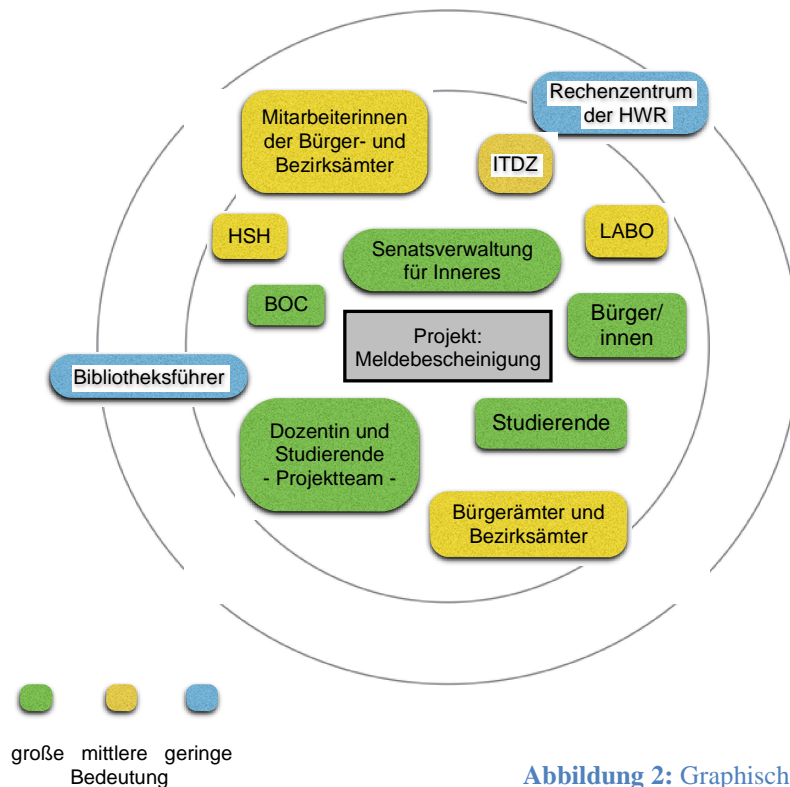 Rechenzentrum
der HWR
Mitarbeiterinnen
der Bürger- und
Bezirksämter
ITDZ
HSH
LABO
Senatsverwaltung
für Inneres
BOC
Bürger/
innen
Projekt:
Meldebescheinigung
Bibliotheksführer
Studierende
Dozentin und
Studierende
- Projektteam -
Bürgerämter und
Bezirksämter
große mittlere geringe
Bedeutung
Abbildung 2: Graphisch